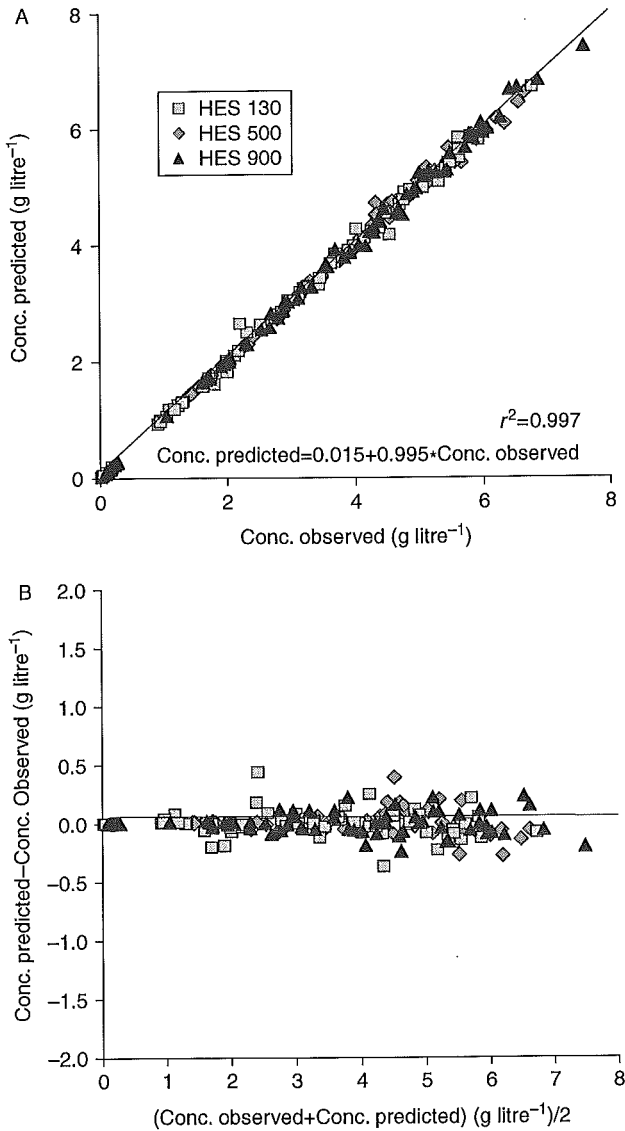 A
8
6
4
2
0
Conc. predicted (g litre⁻¹)
HES 130
HES 500
HES 900
r²=0.997
Conc. predicted=0.015+0.995*Conc. observed
0 2 4 6 8
Conc. observed (g litre⁻¹)
B
2.0
1.5
1.0
0.5
0.0
−0.5
−1.0
−1.5
−2.0
Conc. predicted–Conc. Observed (g litre⁻¹)
0 1 2 3 4 5 6 7 8
(Conc. observed+Conc. predicted) (g litre⁻¹)/2